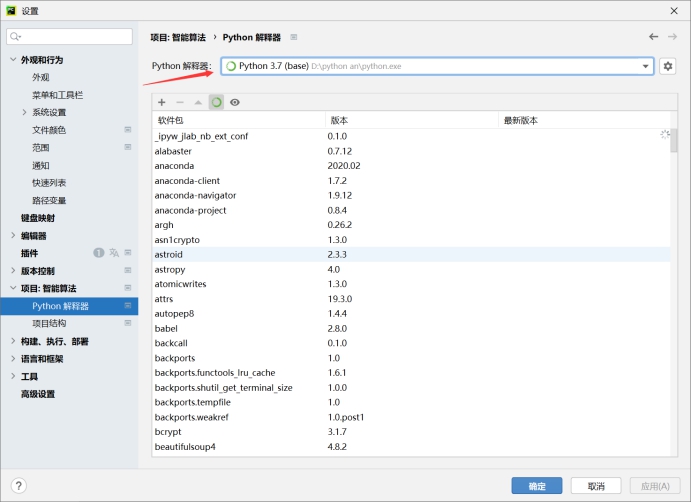 设置
项目: 智能算法 › Python 解释器
Python 解释器: Python 3.7 (base) D:\python an\python.exe
外观和行为
外观
菜单和工具栏
系统设置
文件颜色
范围
通知
快速列表
路径变量
键盘映射
编辑器
插件 1
版本控制
项目: 智能算法
Python 解释器
项目结构
构建、执行、部署
语言和框架
工具
高级设置
软件包 版本 最新版本
_ipyw_jlab_nb_ext_conf 0.1.0
alabaster 0.7.12
anaconda 2020.02
anaconda-client 1.7.2
anaconda-navigator 1.9.12
anaconda-project 0.8.4
argh 0.26.2
asn1crypto 1.3.0
astroid 2.3.3
astropy 4.0
atomicwrites 1.3.0
attrs 19.3.0
autopep8 1.4.4
babel 2.8.0
backcall 0.1.0
backports 1.0
backports.functools_lru_cache 1.6.1
backports.shutil_get_terminal_size 1.0.0
backports.tempfile 1.0
backports.weakref 1.0.post1
bcrypt 3.1.7
beautifulsoup4 4.8.2
? 确定 取消 应用(A)